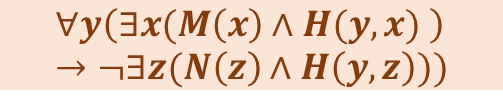 ∀y(∃x(M(x) ∧ H(y,x) )
→ ¬∃z(N(z) ∧ H(y,z)))